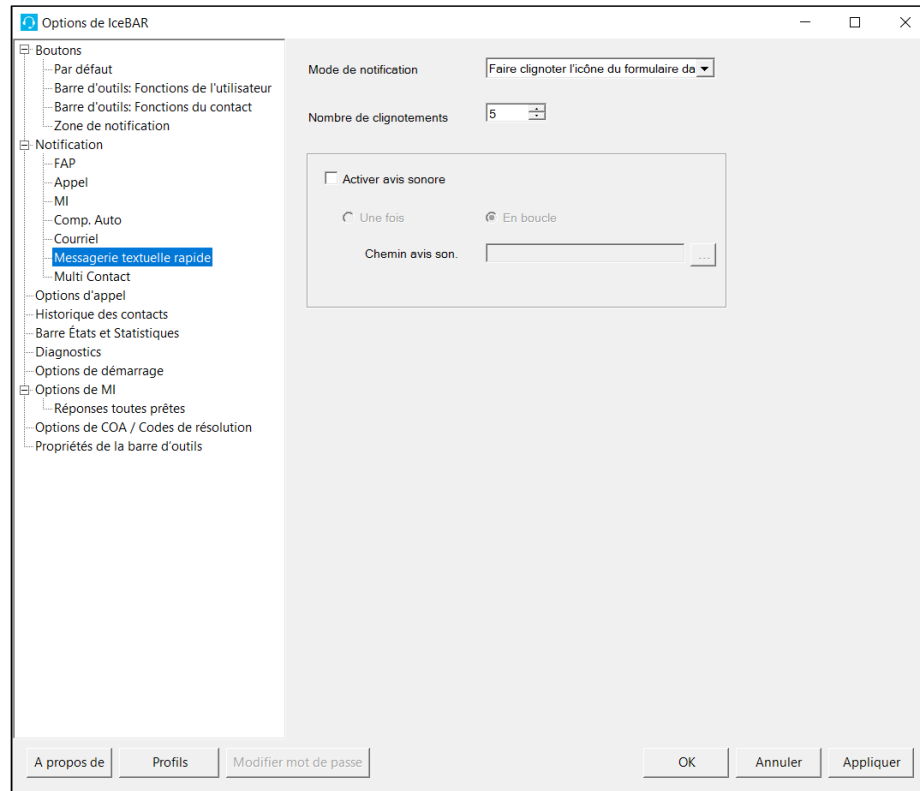 Options de IceBAR
Boutons
Par défaut
Barre d'outils: Fonctions de l'utilisateur
Barre d'outils: Fonctions du contact
Zone de notification
Notification
FAP
Appel
MI
Comp. Auto
Courriel
Messagerie textuelle rapide
Multi Contact
Options d'appel
Historique des contacts
Barre États et Statistiques
Diagnostics
Options de démarrage
Options de MI
Réponses toutes prêtes
Options de COA / Codes de résolution
Propriétés de la barre d'outils
Mode de notification
Faire clignoter l'icône du formulaire da
Nombre de clignotements
5
Activer avis sonore
Une fois
En boucle
Chemin avis son.
...
A propos de
Profils
Modifier mot de passe
OK
Annuler
Appliquer